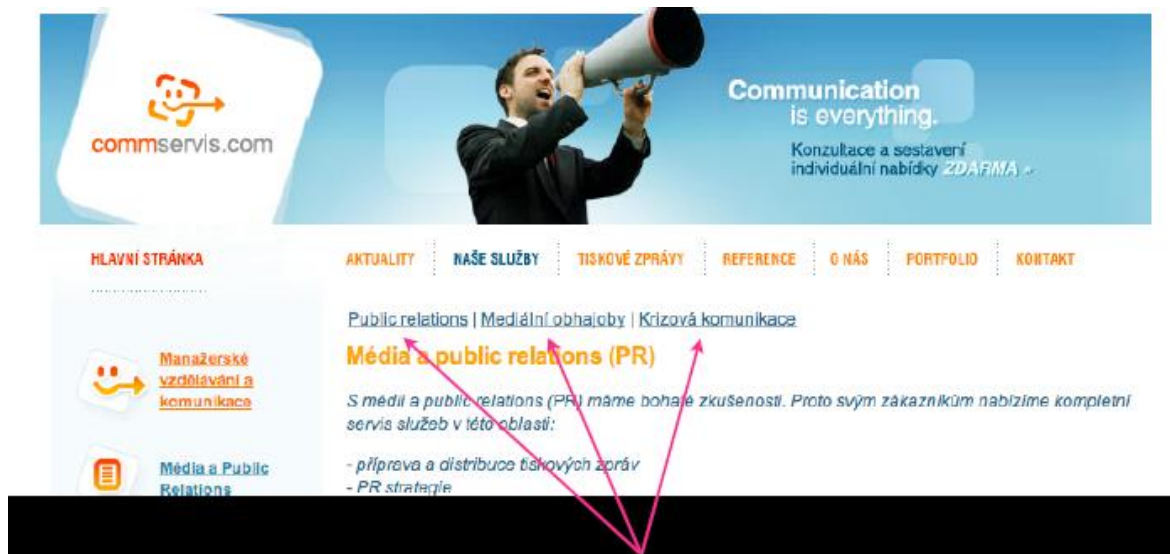 commservis.com
Communication
is everything.
Konzultace a sestavení
individuální nabídky ZDARMA »
HLAVNÍ STRÁNKA
AKTUALITY
NAŠE SLUŽBY
TISKOVÉ ZPRÁVY
REFERENCE
O NÁS
PORTFOLIO
KONTAKT
Public relations | Mediální obhajoby | Krizová komunikace
Média a public relations (PR)
Manažerské
vzdělávání a
komunikace
S médii a public relations (PR) máme bohaté zkušenosti. Proto svým zákazníkům nabízíme kompletní
servis služeb v této oblasti:
Média a Public
Relations
- příprava a distribuce tiskových zpráv
- PR strategie